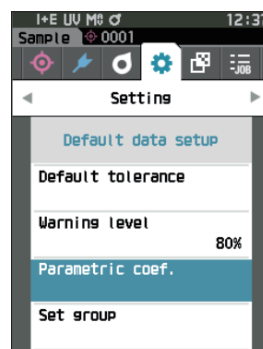 I+E UV M0 σ 12:3
Sample 0001
-JOB
Setting
Default data setup
Default tolerance
Warning level
80%
Parametric coef.
Set group